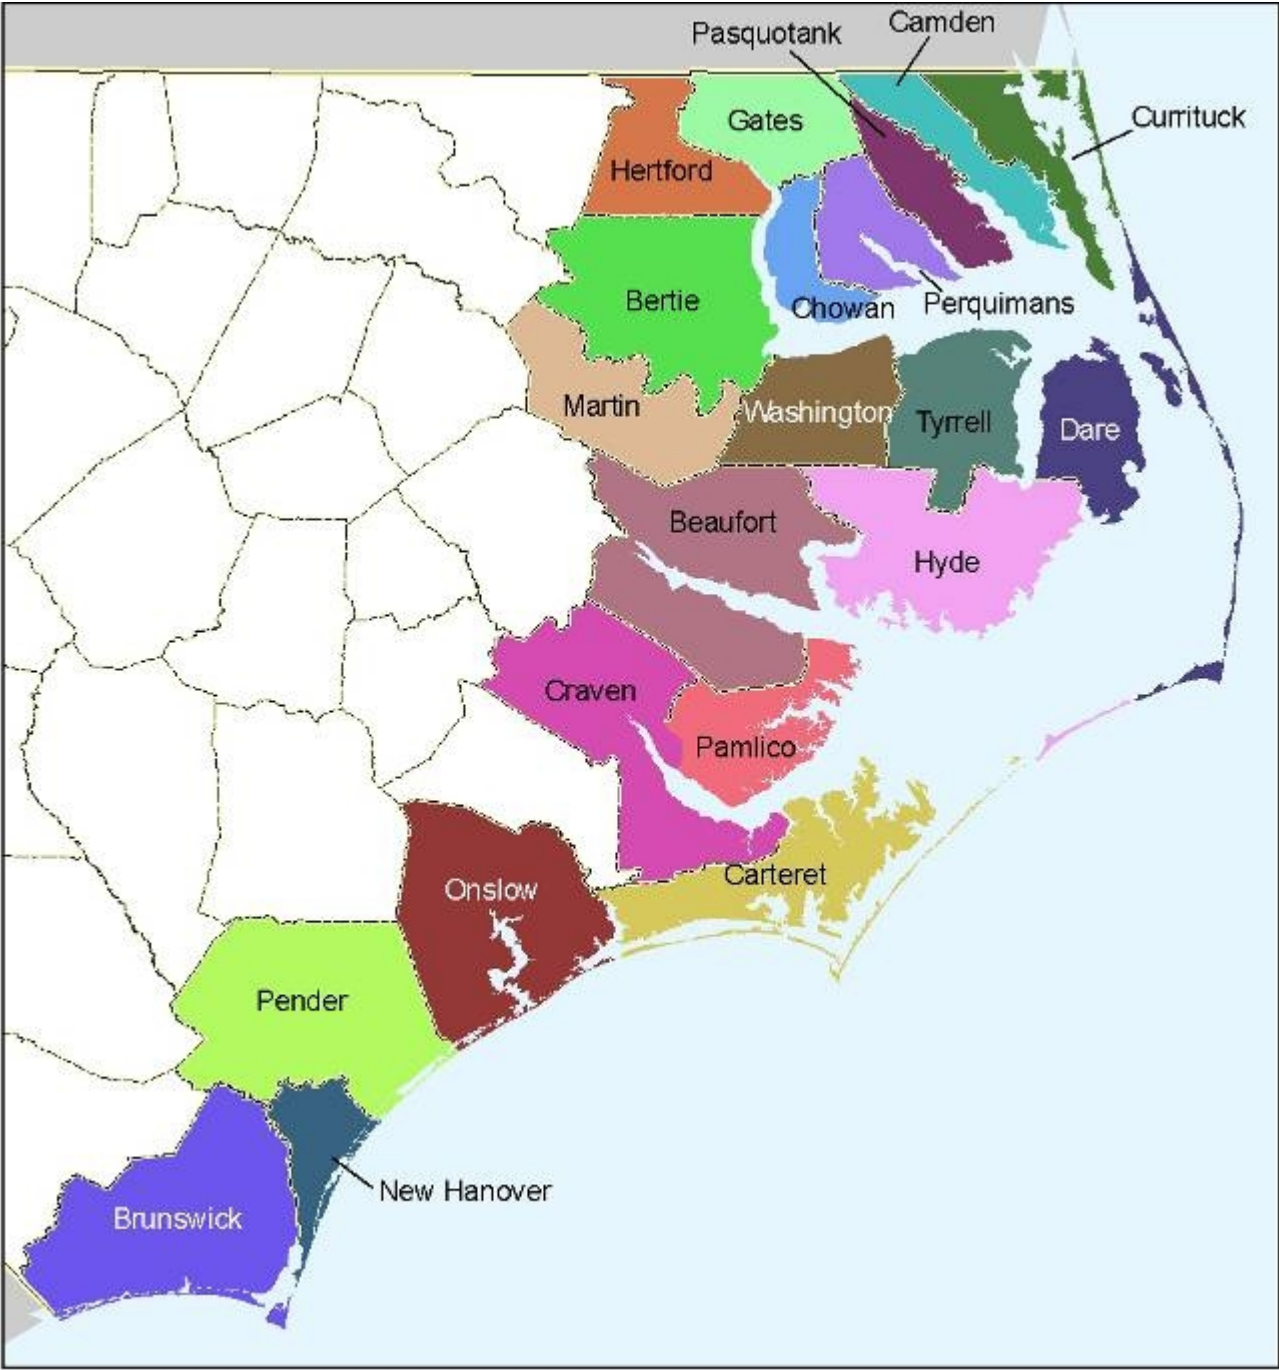 Camden
Pasquotank
Currituck
Gates
Hertford
Bertie
Chowan
Perquimans
Martin
Washington
Tyrrell
Dare
Beaufort
Hyde
Craven
Pamlico
Carteret
Onslow
Pender
New Hanover
Brunswick